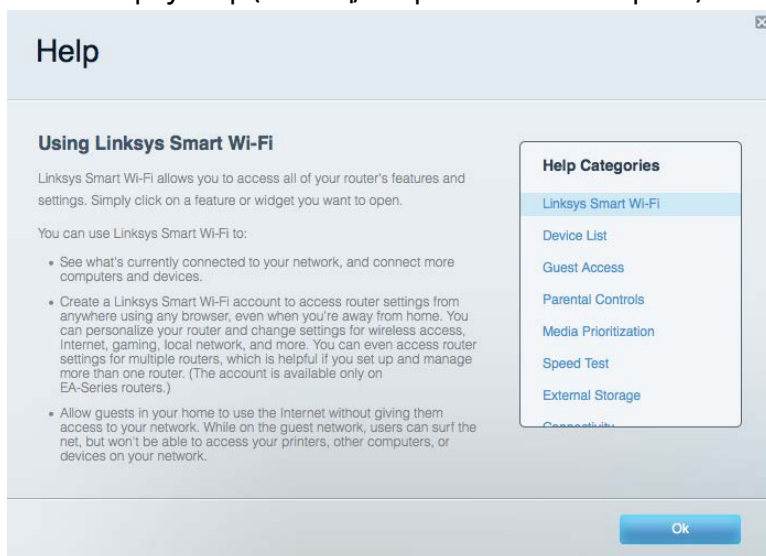 Help
Using Linksys Smart Wi-Fi
Linksys Smart Wi-Fi allows you to access all of your router's features and
settings. Simply click on a feature or widget you want to open.
You can use Linksys Smart Wi-Fi to:
• See what's currently connected to your network, and connect more
computers and devices.
• Create a Linksys Smart Wi-Fi account to access router settings from
anywhere using any browser, even when you're away from home. You
can personalize your router and change settings for wireless access,
Internet, gaming, local network, and more. You can even access router
settings for multiple routers, which is helpful if you set up and manage
more than one router. (The account is available only on
EA-Series routers.)
• Allow guests in your home to use the Internet without giving them
access to your network. While on the guest network, users can surf the
net, but won't be able to access your printers, other computers, or
devices on your network.
Help Categories
Linksys Smart Wi-Fi
Device List
Guest Access
Parental Controls
Media Prioritization
Speed Test
External Storage
Connectivity
Ok